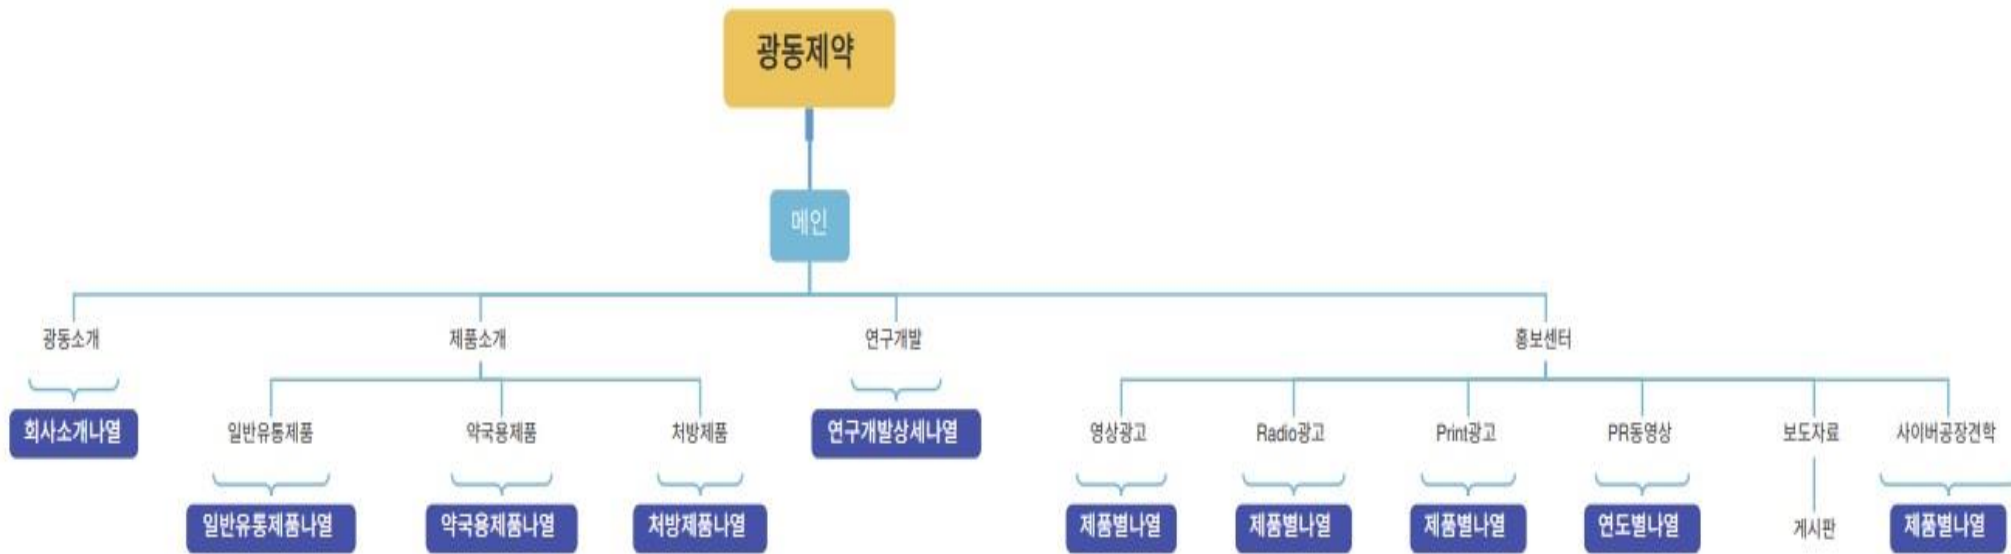 광동제약
메인
광동소개
제품소개
연구개발
홍보센터
회사소개나열
일반유통제품
약국용제품
처방제품
연구개발상세나열
영상광고
Radio광고
Print광고
PR동영상
보도자료
사이버공장견학
일반유통제품나열
약국용제품나열
처방제품나열
제품별나열
제품별나열
제품별나열
연도별나열
게시판
제품별나열